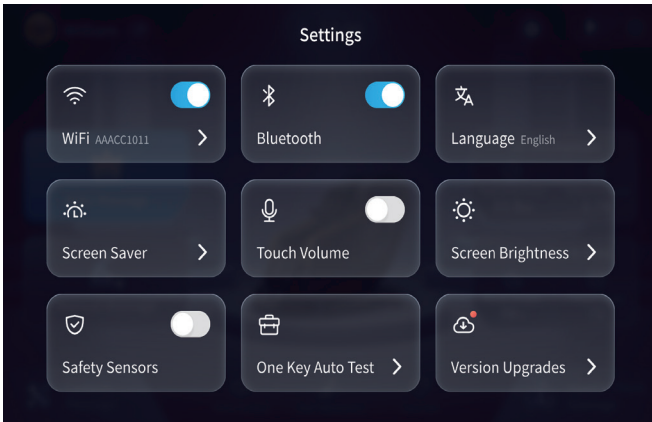 Settings
WiFi AAACC1011
Bluetooth
Language English
Screen Saver
Touch Volume
Screen Brightness
Safety Sensors
One Key Auto Test
Version Upgrades